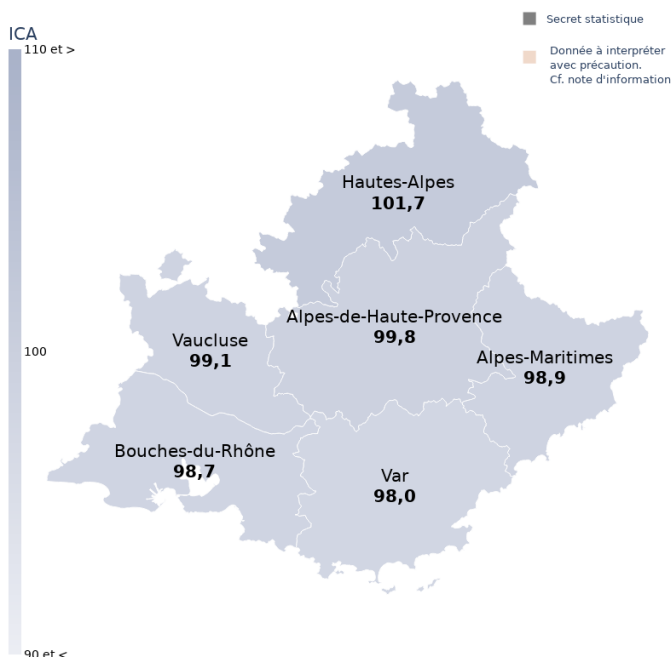 Secret statistique
ICA
110 et >
Donnée à interpréter
avec précaution.
Cf. note d'information
Hautes-Alpes
101,7
Alpes-de-Haute-Provence
99,8
Vaucluse
99,1
100
Alpes-Maritimes
98,9
Bouches-du-Rhône
98,7
Var
98,0
90 et <